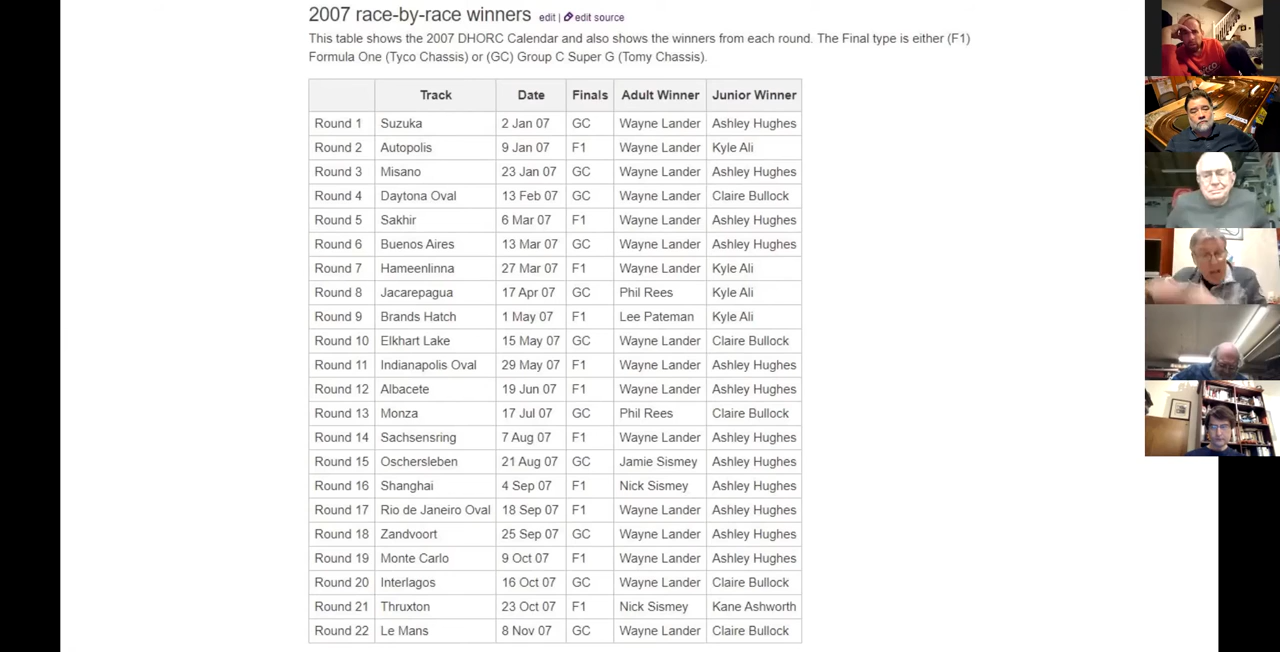 2007 race-by-race winners edit | edit source
This table shows the 2007 DHORC Calendar and also shows the winners from each round. The Final type is either (F1)
Formula One (Tyco Chassis) or (GC) Group C Super G (Tomy Chassis).
Track Date Finals Adult Winner Junior Winner
Round 1 Suzuka 2 Jan 07 GC Wayne Lander Ashley Hughes
Round 2 Autopolis 9 Jan 07 F1 Wayne Lander Kyle Ali
Round 3 Misano 23 Jan 07 GC Wayne Lander Ashley Hughes
Round 4 Daytona Oval 13 Feb 07 GC Wayne Lander Claire Bullock
Round 5 Sakhir 6 Mar 07 F1 Wayne Lander Ashley Hughes
Round 6 Buenos Aires 13 Mar 07 GC Wayne Lander Ashley Hughes
Round 7 Hameenlinna 27 Mar 07 F1 Wayne Lander Kyle Ali
Round 8 Jacarepagua 17 Apr 07 GC Phil Rees Kyle Ali
Round 9 Brands Hatch 1 May 07 F1 Lee Pateman Kyle Ali
Round 10 Elkhart Lake 15 May 07 GC Wayne Lander Claire Bullock
Round 11 Indianapolis Oval 29 May 07 F1 Wayne Lander Ashley Hughes
Round 12 Albacete 19 Jun 07 F1 Wayne Lander Ashley Hughes
Round 13 Monza 17 Jul 07 GC Phil Rees Claire Bullock
Round 14 Sachsensring 7 Aug 07 F1 Wayne Lander Ashley Hughes
Round 15 Oschersleben 21 Aug 07 GC Jamie Sismey Ashley Hughes
Round 16 Shanghai 4 Sep 07 F1 Nick Sismey Ashley Hughes
Round 17 Rio de Janeiro Oval 18 Sep 07 F1 Wayne Lander Ashley Hughes
Round 18 Zandvoort 25 Sep 07 GC Wayne Lander Ashley Hughes
Round 19 Monte Carlo 9 Oct 07 F1 Wayne Lander Ashley Hughes
Round 20 Interlagos 16 Oct 07 GC Wayne Lander Claire Bullock
Round 21 Thruxton 23 Oct 07 F1 Nick Sismey Kane Ashworth
Round 22 Le Mans 8 Nov 07 GC Wayne Lander Claire Bullock